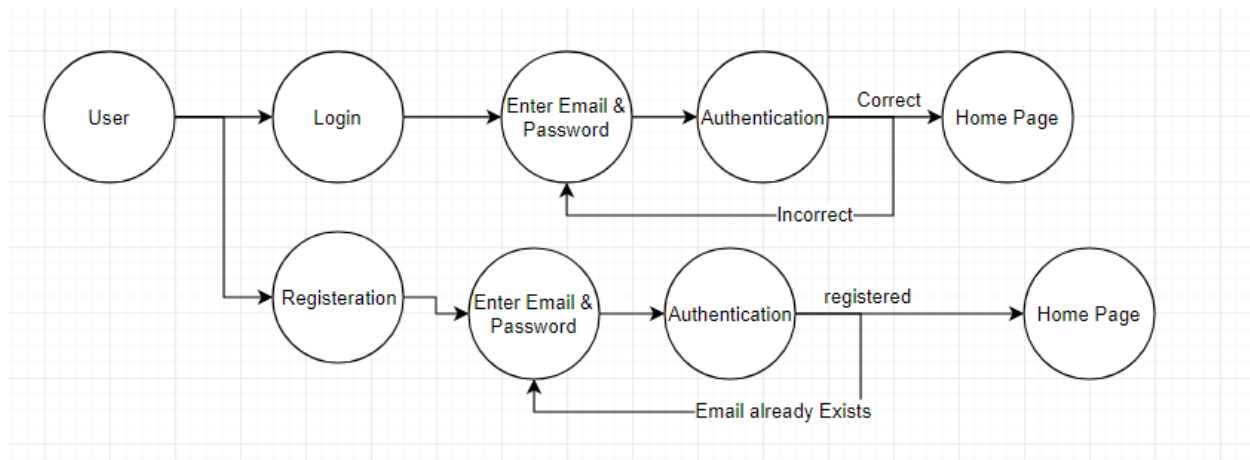 User
Login
Enter Email &
Password
Authentication
Correct
Home Page
Incorrect
Registeration
Enter Email &
Password
Authentication
registered
Home Page
Email already Exists